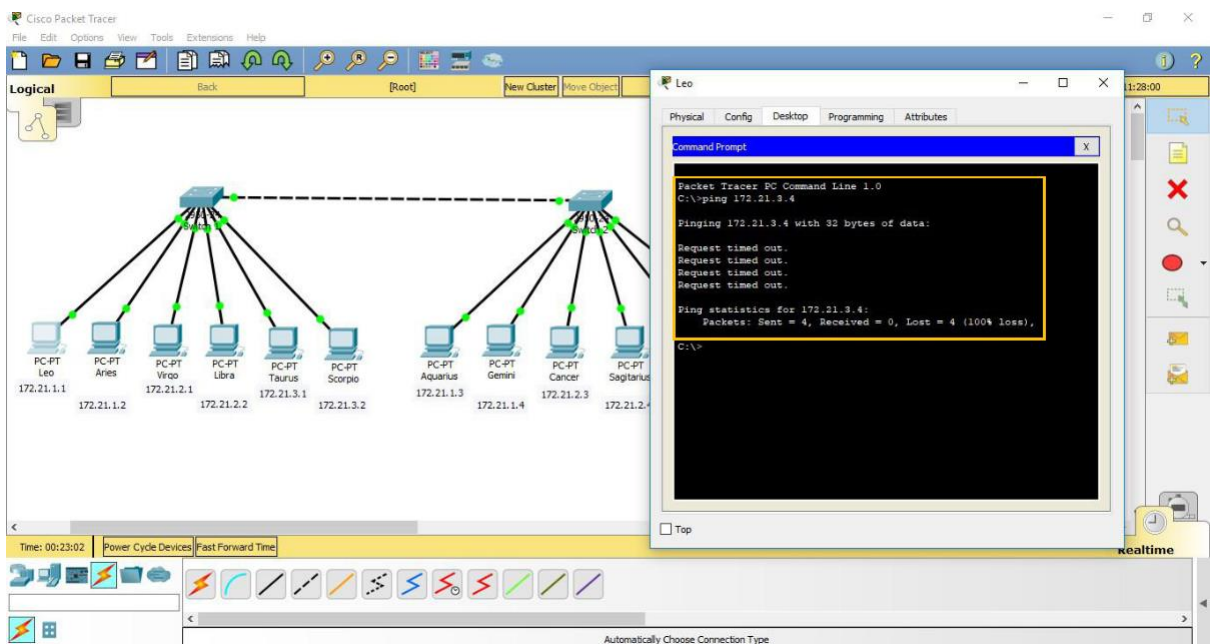 Cisco Packet Tracer
File Edit Options View Tools Extensions Help
Logical
Back
[Root]
New Cluster
Move Object
11:28:00
Leo
Physical Config Desktop Programming Attributes
Command Prompt
X
Packet Tracer PC Command Line 1.0
C:\>ping 172.21.3.4
Pinging 172.21.3.4 with 32 bytes of data:
Request timed out.
Request timed out.
Request timed out.
Request timed out.
Ping statistics for 172.21.3.4:
Packets: Sent = 4, Received = 0, Lost = 4 (100% loss),
C:\>
Top
PC-PT
Leo
172.21.1.1
PC-PT
Aries
172.21.1.2
PC-PT
Virgo
172.21.2.1
PC-PT
Libra
172.21.2.2
PC-PT
Taurus
172.21.3.1
PC-PT
Scorpio
172.21.3.2
PC-PT
Aquarius
172.21.1.3
PC-PT
Gemini
172.21.1.4
PC-PT
Cancer
172.21.2.3
PC-PT
Sagitarius
Time: 00:23:02
Power Cycle Devices
Fast Forward Time
Realtime
Automatically Choose Connection Type